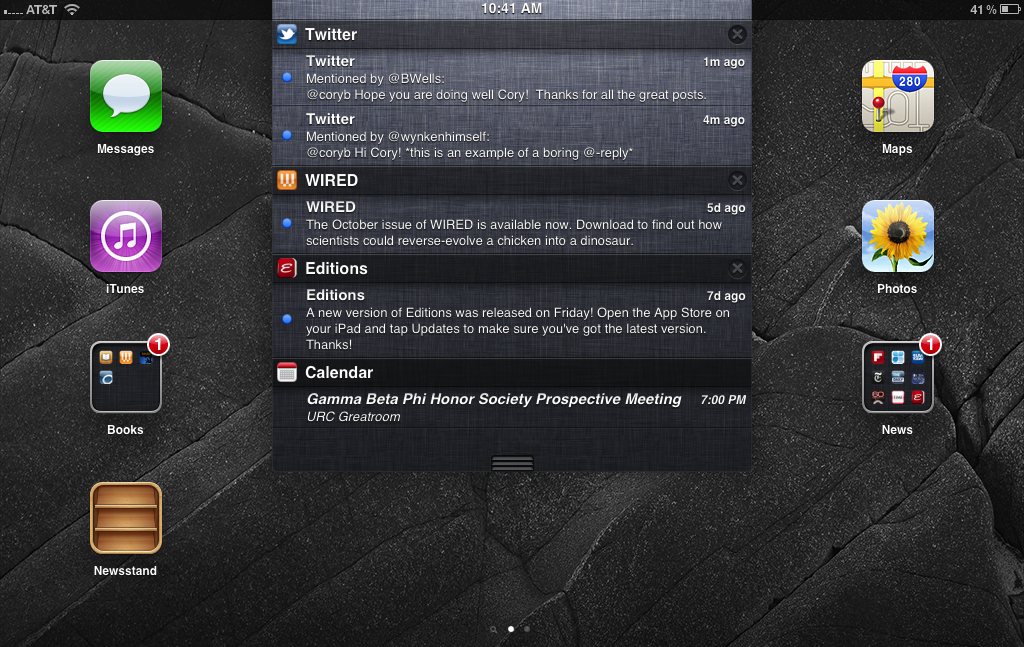 AT&T
10:41 AM
41 %
Twitter
Twitter 1m ago
Mentioned by @BWells:
@coryb Hope you are doing well Cory! Thanks for all the great posts.
Twitter 4m ago
Mentioned by @wynkenhimself:
@coryb Hi Cory! *this is an example of a boring @-reply*
WIRED
WIRED 5d ago
The October issue of WIRED is available now. Download to find out how
scientists could reverse-evolve a chicken into a dinosaur.
Editions
Editions 7d ago
A new version of Editions was released on Friday! Open the App Store on
your iPad and tap Updates to make sure you've got the latest version.
Thanks!
Calendar
Gamma Beta Phi Honor Society Prospective Meeting 7:00 PM
URC Greatroom
Messages
280
Maps
iTunes
Photos
1
Books
1
News
Newsstand